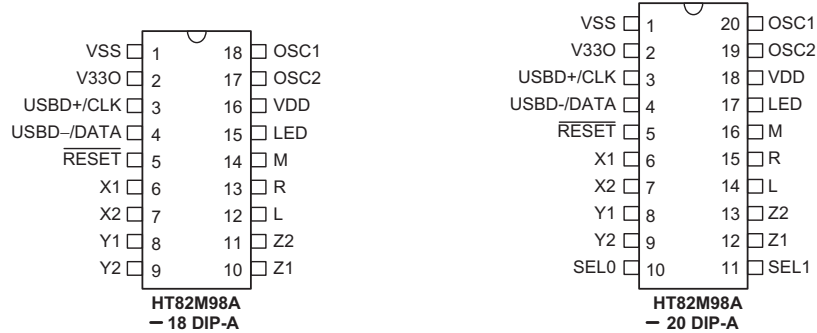 VSS 1 18 OSC1
V33O 2 17 OSC2
USBD+/CLK 3 16 VDD
USBD−/DATA 4 15 LED
RESET 5 14 M
X1 6 13 R
X2 7 12 L
Y1 8 11 Z2
Y2 9 10 Z1
HT82M98A
– 18 DIP-A
VSS 1 20 OSC1
V33O 2 19 OSC2
USBD+/CLK 3 18 VDD
USBD-/DATA 4 17 LED
RESET 5 16 M
X1 6 15 R
X2 7 14 L
Y1 8 13 Z2
Y2 9 12 Z1
SEL0 10 11 SEL1
HT82M98A
– 20 DIP-A